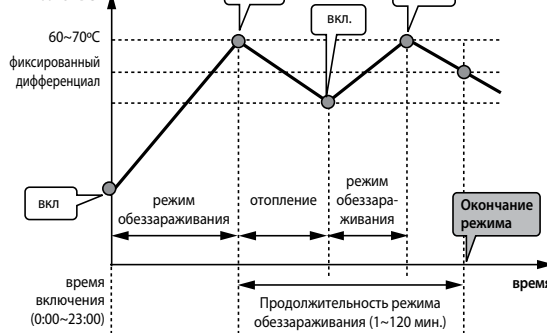 вкл.
60~70ºC
фиксированный
дифференциал
вкл
режим
обеззараживания
отопление
режим
обеззара-
живания
Окончание
режима
время
время
включения
(0:00~23:00)
Продолжительность режима
обеззараживания (1~120 мин.)